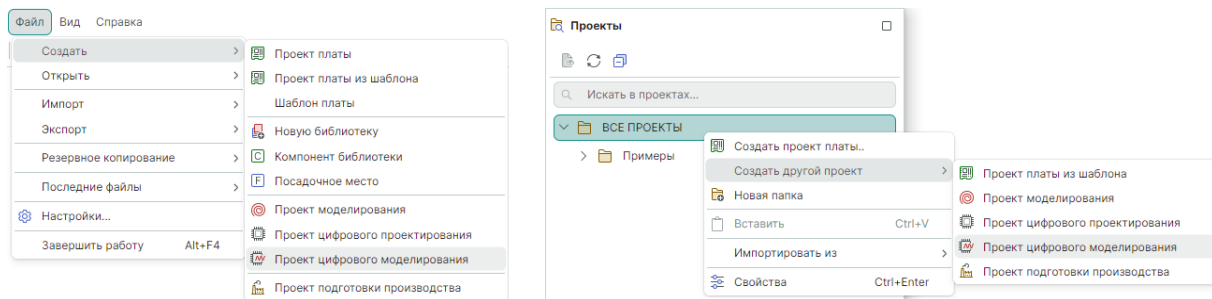 Файл Вид Справка
Создать
Открыть
Импорт
Экспорт
Резервное копирование
Последние файлы
Настройки...
Завершить работу Alt+F4
Проект платы
Проект платы из шаблона
Шаблон платы
Новую библиотеку
Компонент библиотеки
Посадочное место
Проект моделирования
Проект цифрового проектирования
Проект цифрового моделирования
Проект подготовки производства
Проекты
Искать в проектах...
ВСЕ ПРОЕКТЫ
Примеры
Создать проект платы..
Создать другой проект
Новая папка
Вставить Ctrl+V
Импортировать из
Свойства Ctrl+Enter
Проект платы из шаблона
Проект моделирования
Проект цифрового проектирования
Проект цифрового моделирования
Проект подготовки производства